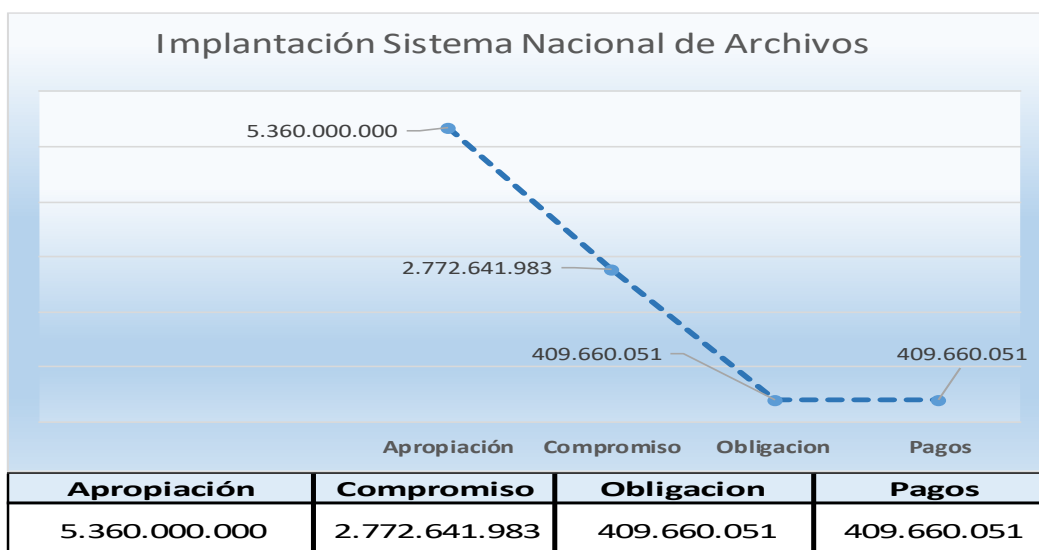 Implantación Sistema Nacional de Archivos
5.360.000.000
2.772.641.983
409.660.051 409.660.051
Apropiación Compromiso Obligacion Pagos
Apropiación Compromiso Obligacion Pagos
5.360.000.000 2.772.641.983 409.660.051 409.660.051